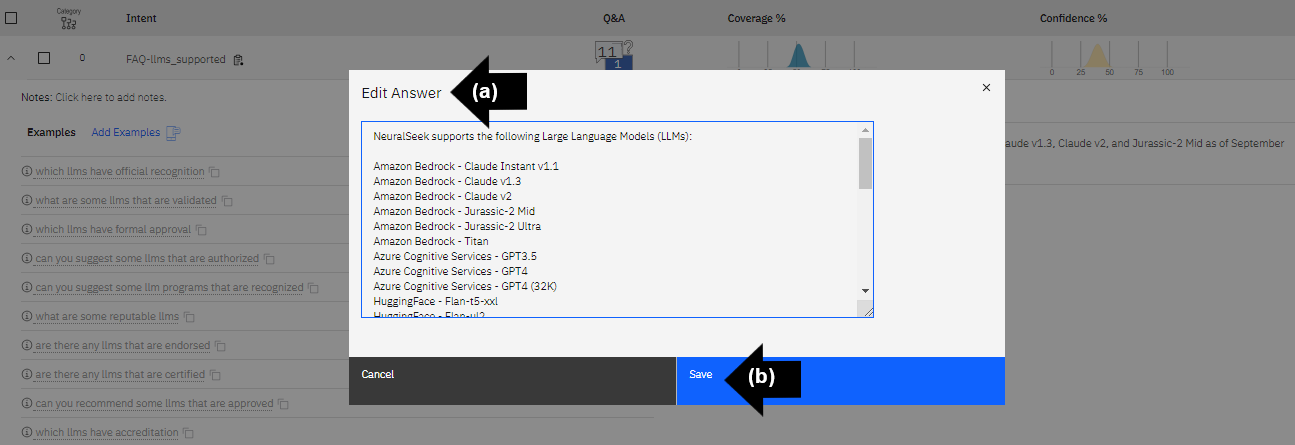 Category
Intent
Q&A
Coverage %
Confidence %
0
FAQ-llms_supported
11
1
0 25 50 75 100
Notes: Click here to add notes.
Examples
Add Examples
which llms have official recognition
what are some llms that are validated
which llms have formal approval
can you suggest some llms that are authorized
can you suggest some llm programs that are recognized
what are some reputable llms
are there any llms that are endorsed
are there any llms that are certified
can you recommend some llms that are approved
which llms have accreditation
Edit Answer
(a)
NeuralSeek supports the following Large Language Models (LLMs):
Amazon Bedrock - Claude Instant v1.1
Amazon Bedrock - Claude v1.3
Amazon Bedrock - Claude v2
Amazon Bedrock - Jurassic-2 Mid
Amazon Bedrock - Jurassic-2 Ultra
Amazon Bedrock - Titan
Azure Cognitive Services - GPT3.5
Azure Cognitive Services - GPT4
Azure Cognitive Services - GPT4 (32K)
HuggingFace - Flan-t5-xxl
HuggingFace - Flan-ul2
aude v1.3, Claude v2, and Jurassic-2 Mid as of September
Cancel
Save
(b)